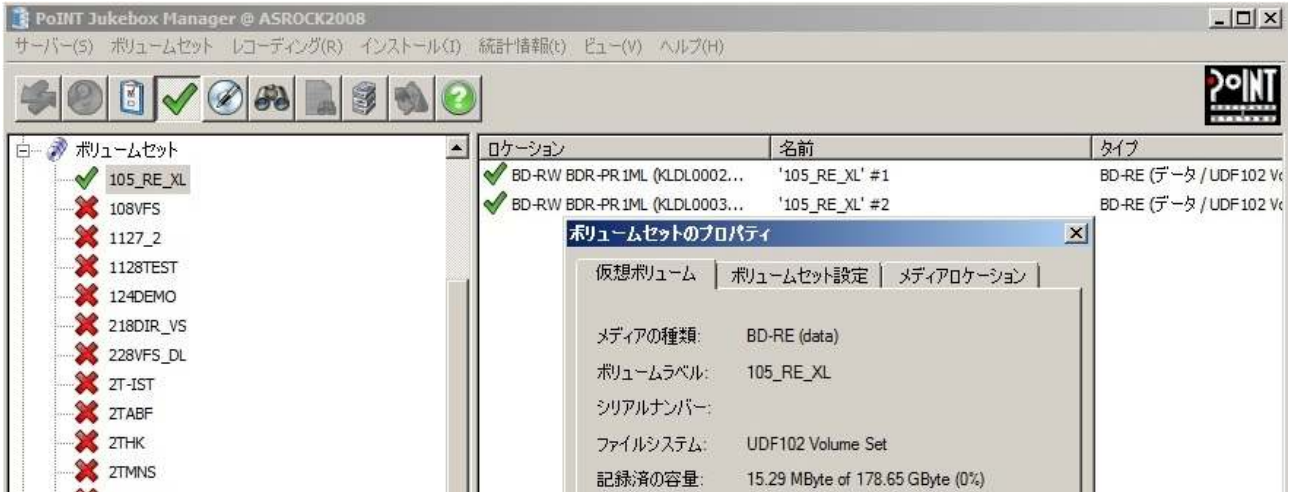 PoINT Jukebox Manager @ ASROCK2008
サーバー(S) ボリュームセット レコーディング(R) インストール(I) 統計情報(t) ビュー(V) ヘルプ(H)
PoINT
ボリュームセット
105_RE_XL
108VFS
1127_2
1128TEST
124DEMO
218DIR_VS
228VFS_DL
2T-IST
2TABF
2THK
2TMNS
ロケーション 名前 タイプ
BD-RW BDR-PR1ML (KLDL0002... '105_RE_XL' #1 BD-RE (データ / UDF102 Vo
BD-RW BDR-PR1ML (KLDL0003... '105_RE_XL' #2 BD-RE (データ / UDF102 Vo
ボリュームセットのプロパティ
仮想ボリューム ボリュームセット設定 メディアロケーション
メディアの種類: BD-RE (data)
ボリュームラベル: 105_RE_XL
シリアルナンバー:
ファイルシステム: UDF102 Volume Set
記録済の容量: 15.29 MByte of 178.65 GByte (0%)